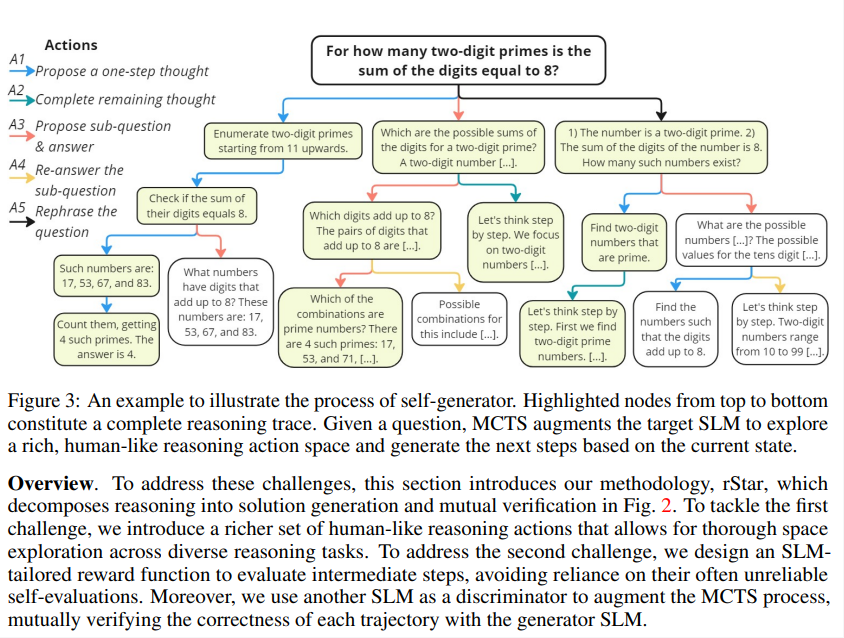 Actions
A1
Propose a one-step thought
A2
Complete remaining thought
A3 Propose sub-question
& answer
A4 Re-answer the
sub-question
A5 Rephrase the
question
For how many two-digit primes is the
sum of the digits equal to 8?
Enumerate two-digit primes
starting from 11 upwards.
Which are the possible sums of
the digits for a two-digit prime?
A two-digit number [...].
1) The number is a two-digit prime. 2)
The sum of the digits of the number is 8.
How many such numbers exist?
Check if the sum of
their digits equals 8.
Which digits add up to 8?
The pairs of digits that
add up to 8 are [...].
Let's think step
by step. We focus
on two-digit
numbers [...].
Find two-digit
numbers that
are prime.
What are the possible
numbers [...]? The possible
values for the tens digit [...].
Such numbers are:
17, 53, 67, and 83.
What numbers
have digits that
add up to 8? These
numbers are: 17,
53, 67, and 83.
Which of the
combinations are
prime numbers? There
are 4 such primes: 17,
53, and 71, [...].
Possible
combinations for
this include [...].
Let's think step by
step. First we find
two-digit prime
numbers. [...].
Find the
numbers such
that the digits
add up to 8.
Let's think step
by step. Two-digit
numbers range
from 10 to 99 [...].
Count them, getting
4 such primes. The
answer is 4.
Figure 3: An example to illustrate the process of self-generator. Highlighted nodes from top to bottom
constitute a complete reasoning trace. Given a question, MCTS augments the target SLM to explore
a rich, human-like reasoning action space and generate the next steps based on the current state.
Overview. To address these challenges, this section introduces our methodology, rStar, which
decomposes reasoning into solution generation and mutual verification in Fig. 2. To tackle the first
challenge, we introduce a richer set of human-like reasoning actions that allows for thorough space
exploration across diverse reasoning tasks. To address the second challenge, we design an SLM-
tailored reward function to evaluate intermediate steps, avoiding reliance on their often unreliable
self-evaluations. Moreover, we use another SLM as a discriminator to augment the MCTS process,
mutually verifying the correctness of each trajectory with the generator SLM.